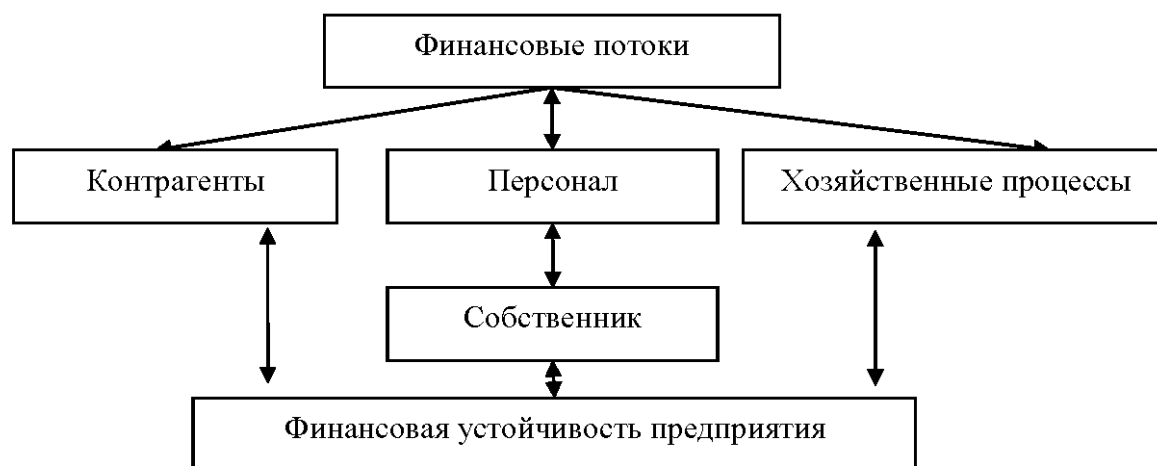 Финансовые потоки
Контрагенты
Персонал
Хозяйственные процессы
Собственник
Финансовая устойчивость предприятия